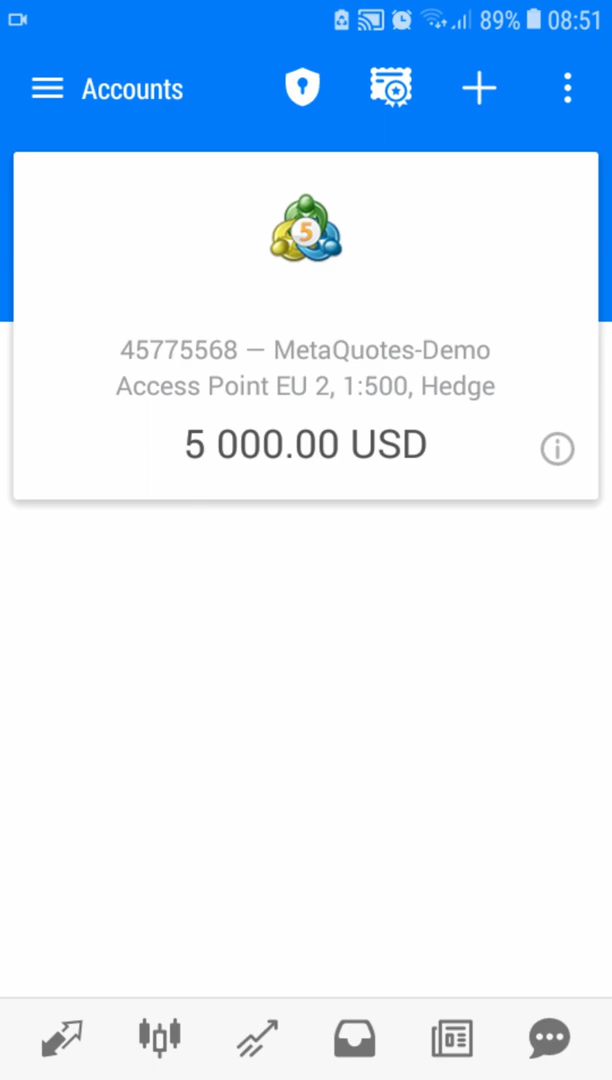 89% 08:51
Accounts
5
45775568 — MetaQuotes-Demo
Access Point EU 2, 1:500, Hedge
5 000.00 USD